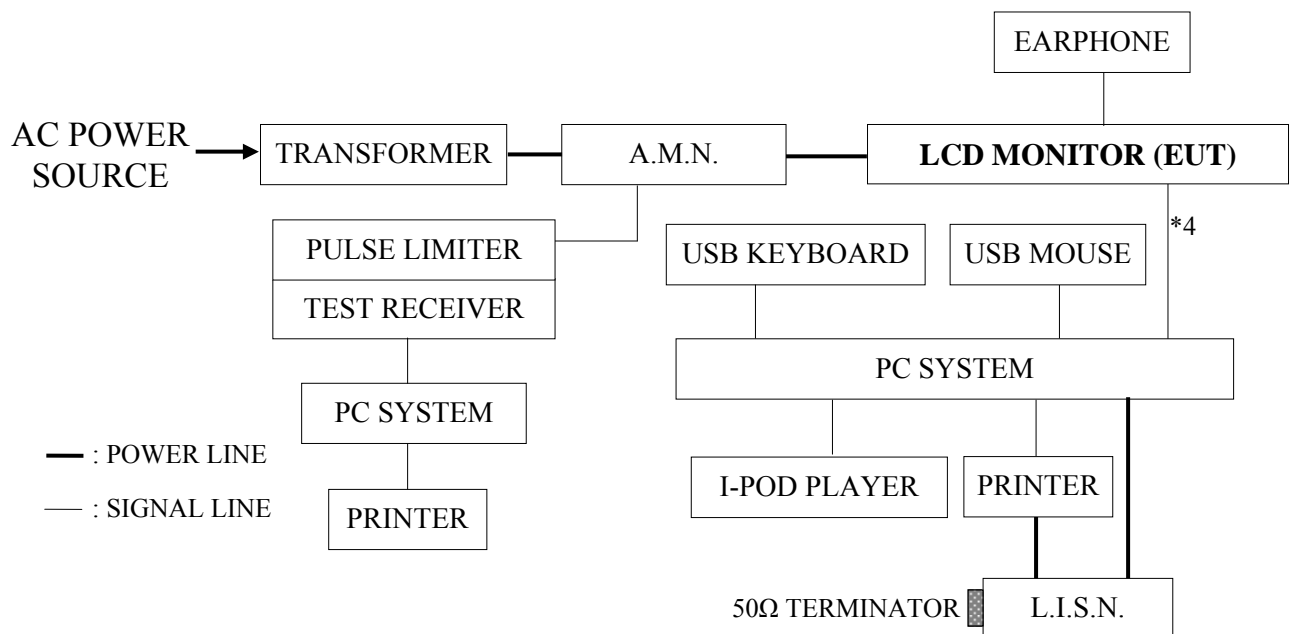 EARPHONE
AC POWER
SOURCE
TRANSFORMER
A.M.N.
LCD MONITOR (EUT)
*4
PULSE LIMITER
USB KEYBOARD
USB MOUSE
TEST RECEIVER
PC SYSTEM
PC SYSTEM
: POWER LINE
I-POD PLAYER
PRINTER
: SIGNAL LINE
PRINTER
50Ω TERMINATOR
L.I.S.N.